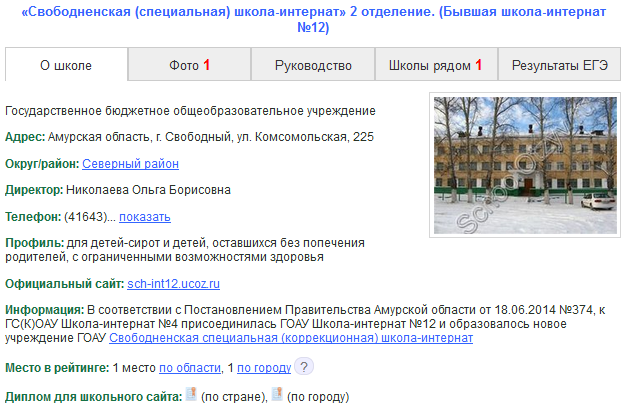 «Свободненская (специальная) школа-интернат» 2 отделение. (Бывшая школа-интернат
№12)
О школе
Фото 1
Руководство
Школы рядом 1
Результаты ЕГЭ
Государственное бюджетное общеобразовательное учреждение
Адрес: Амурская область, г. Свободный, ул. Комсомольская, 225
Округ/район: Северный район
Директор: Николаева Ольга Борисовна
Телефон: (41643)... показать
Профиль: для детей-сирот и детей, оставшихся без попечения
родителей, с ограниченными возможностями здоровья
Официальный сайт: sch-int12.ucoz.ru
Информация: В соответствии с Постановлением Правительства Амурской области от 18.06.2014 №374, к
ГС(К)ОАУ Школа-интернат №4 присоединилась ГОАУ Школа-интернат №12 и образовалось новое
учреждение ГОАУ Свободненская специальная (коррекционная) школа-интернат
Место в рейтинге: 1 место по области, 1 по городу ?
Диплом для школьного сайта: (по стране), (по городу)